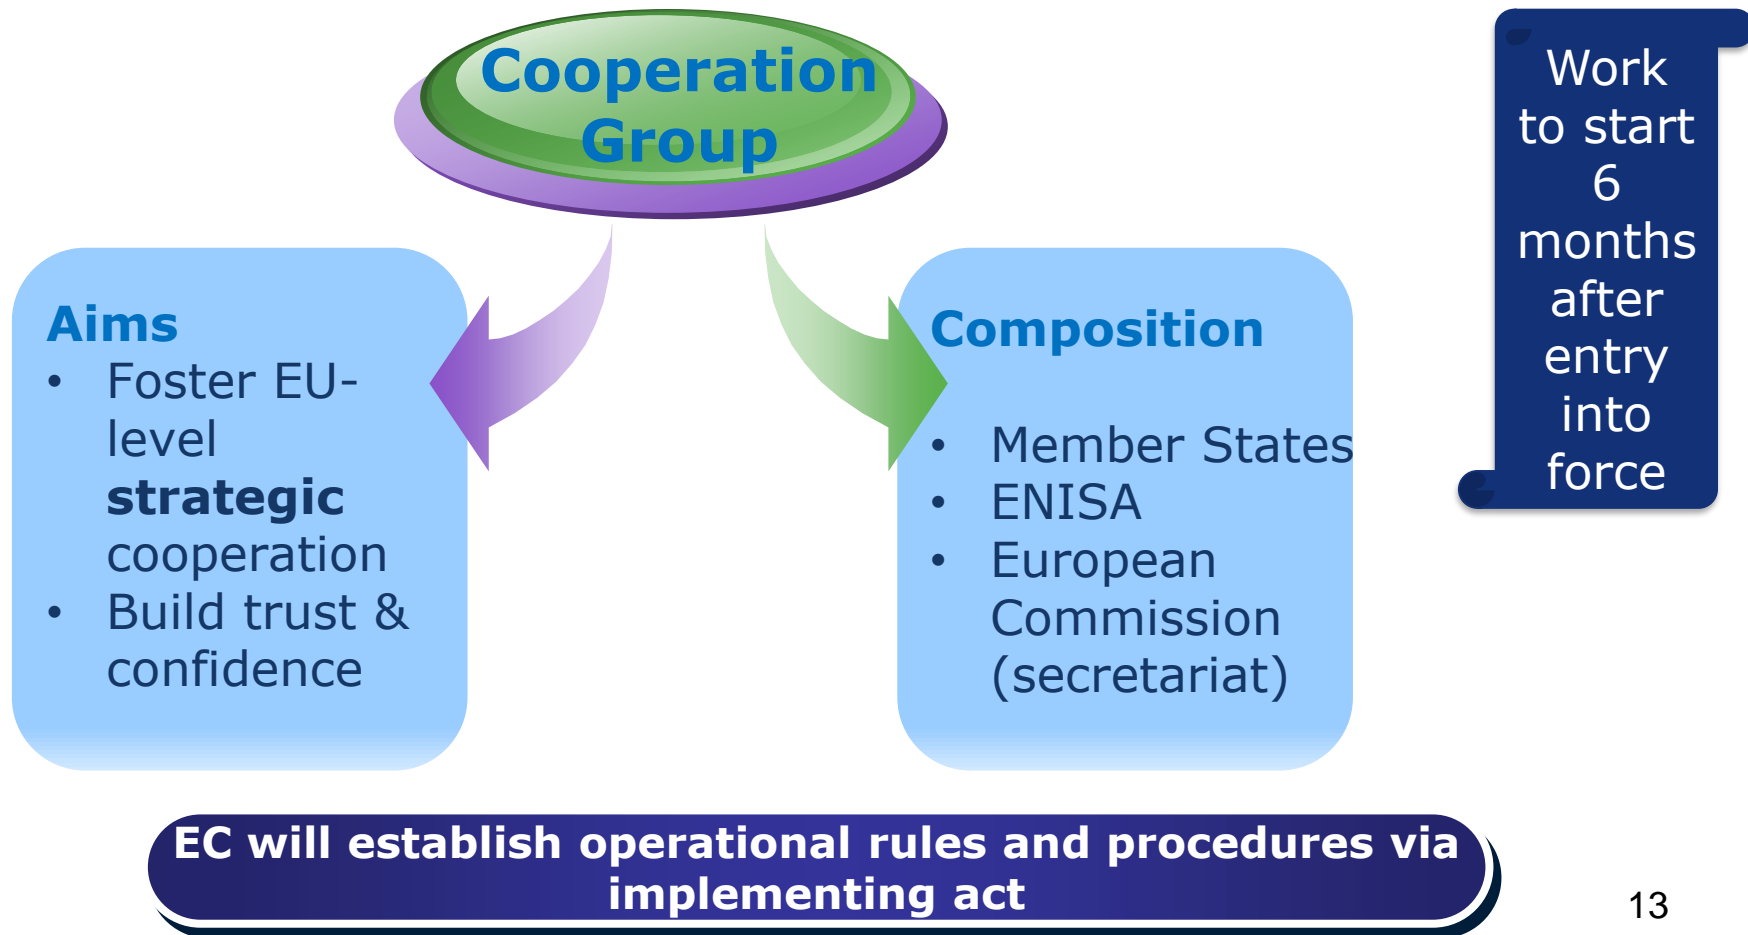 Cooperation
Group
Work
to start
6
months
after
entry
into
force
Aims
• Foster EU-
level
strategic
cooperation
• Build trust &
confidence
Composition
• Member States
• ENISA
• European
Commission
(secretariat)
EC will establish operational rules and procedures via
implementing act
13